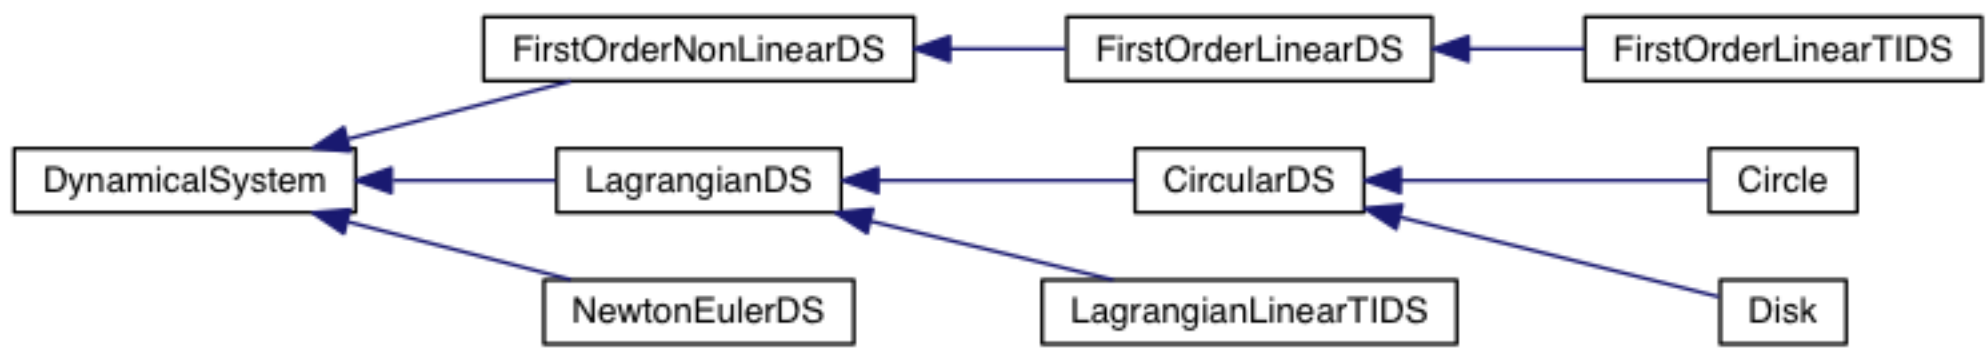 FirstOrderNonLinearDS
FirstOrderLinearDS
FirstOrderLinearTIDS
DynamicalSystem
LagrangianDS
CircularDS
Circle
NewtonEulerDS
LagrangianLinearTIDS
Disk